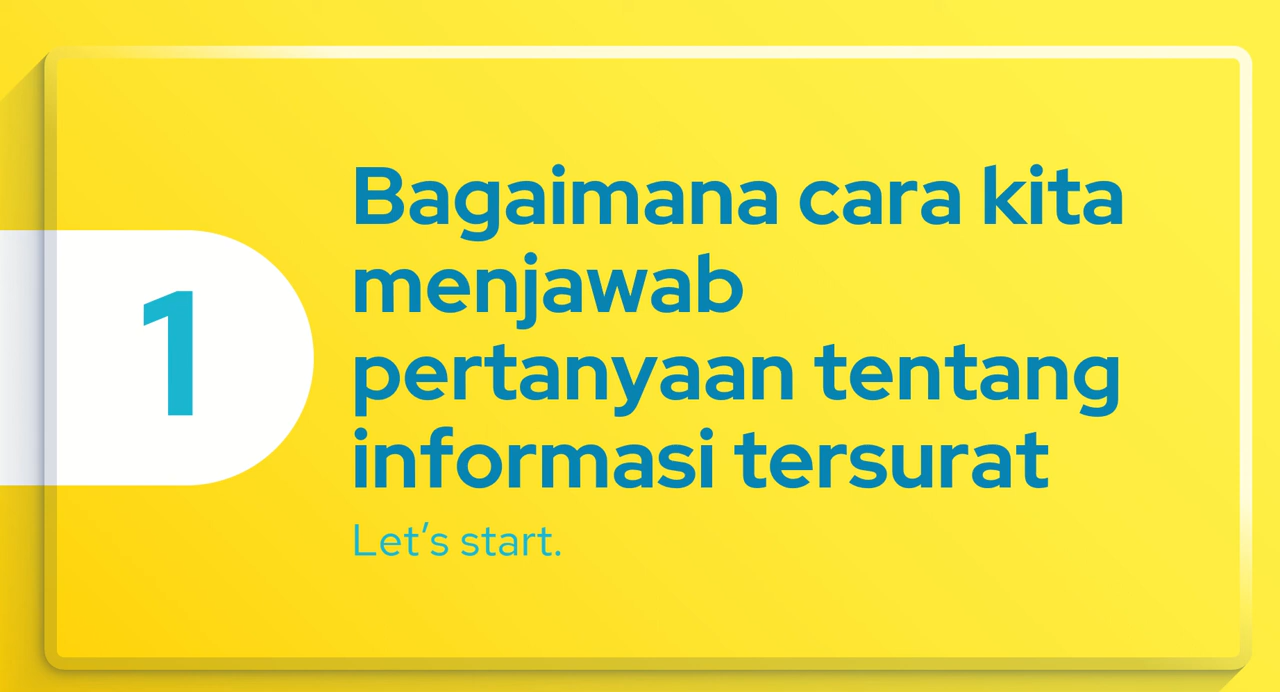 1
Bagaimana cara kita
menjawab
pertanyaan tentang
informasi tersurat
Let’s start.